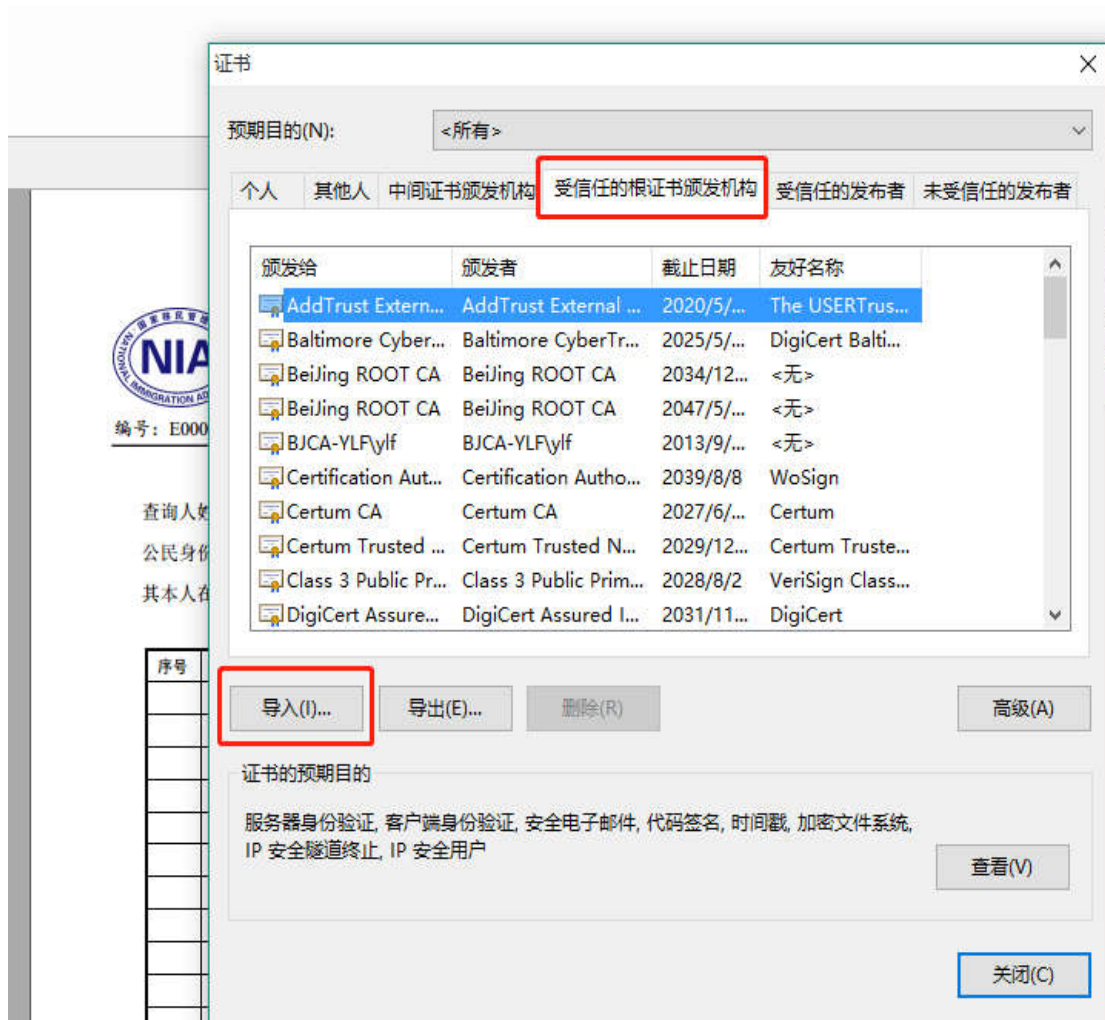 证书
预期目的(N):
<所有>
个人 其他人 中间证书颁发机构 受信任的根证书颁发机构 受信任的发布者 未受信任的发布者
颁发给 颁发者 截止日期 友好名称
AddTrust Extern... AddTrust External ... 2020/5/... The USERTrus...
Baltimore Cyber... Baltimore CyberTr... 2025/5/... DigiCert Balti...
BeiJing ROOT CA BeiJing ROOT CA 2034/12... <无>
BeiJing ROOT CA BeiJing ROOT CA 2047/5/... <无>
BJCA-YLF\ylf BJCA-YLF\ylf 2013/9/... <无>
Certification Aut... Certification Autho... 2039/8/8 WoSign
Certum CA Certum CA 2027/6/... Certum
Certum Trusted ... Certum Trusted N... 2029/12... Certum Truste...
Class 3 Public Pr... Class 3 Public Prim... 2028/8/2 VeriSign Class...
DigiCert Assure... DigiCert Assured I... 2031/11... DigiCert
导入(I)... 导出(E)... 删除(R) 高级(A)
证书的预期目的
服务器身份验证, 客户端身份验证, 安全电子邮件, 代码签名, 时间戳, 加密文件系统,
IP 安全隧道终止, IP 安全用户
查看(V)
关闭(C)
国家移民管
NIA
NATIONAL IMMIGRATION AD
编号: E000
查询人姓
公民身份
其本人在
序号